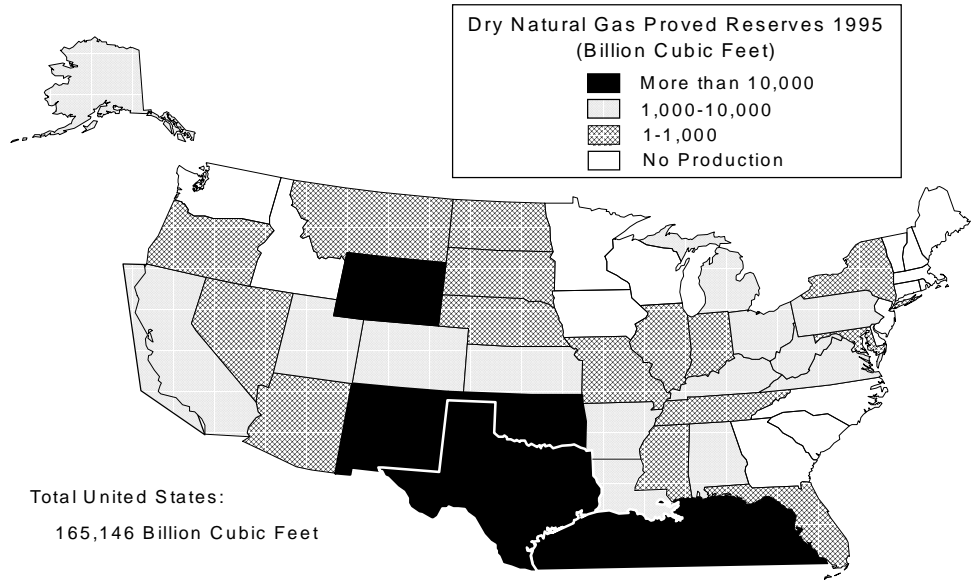 Dry Natural Gas Proved Reserves 1995
(Billion Cubic Feet)
More than 10,000
1,000-10,000
1-1,000
No Production
Total United States:
165,146 Billion Cubic Feet